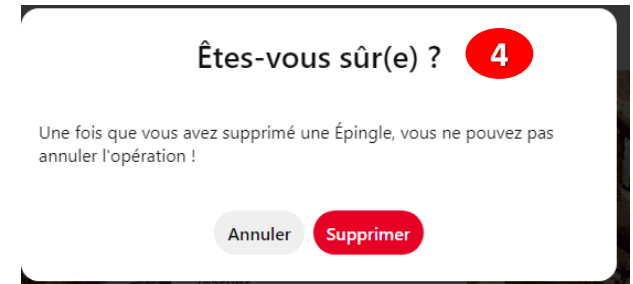 Êtes-vous sûr(e) ? 4
Une fois que vous avez supprimé une Épingle, vous ne pouvez pas
annuler l'opération !
Annuler Supprimer